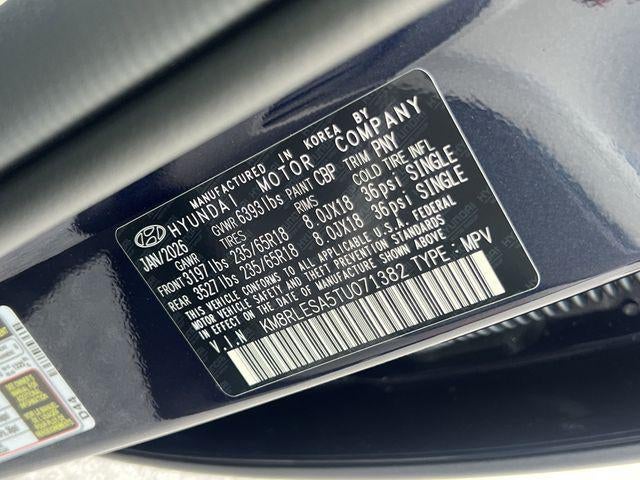 MANUFACTURED IN KOREA BY
HYUNDAI MOTOR COMPANY
JAN/2026 GVWR 6393 lbs PAINT CBP TRIM PNY
GAWR TIRES RIMS COLD TIRE INFL
FRONT 3197 lbs 235/65R18 8.0JX18 36psi SINGLE
REAR 3527 lbs 235/65R18 8.0JX18 36psi SINGLE
THIS VEHICLE CONFORMS TO ALL APPLICABLE U.S.A. FEDERAL
MOTOR VEHICLE SAFETY, BUMPER, AND THEFT PREVENTION STANDARDS
IN EFFECT ON THE DATE OF MANUFACTURE SHOWN ABOVE.
V.I.N KM8RLESA5TU071382 TYPE : MPV
D44